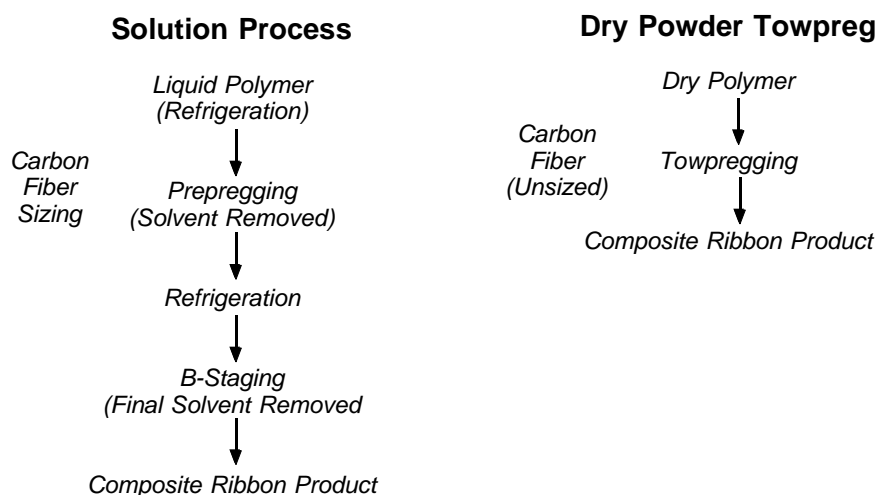 Solution Process
Liquid Polymer
(Refrigeration)
Carbon
Fiber
Sizing
Prepregging
(Solvent Removed)
Refrigeration
B-Staging
(Final Solvent Removed
Composite Ribbon Product
Dry Powder Towpreg
Dry Polymer
Carbon
Fiber
(Unsized)
Towpregging
Composite Ribbon Product